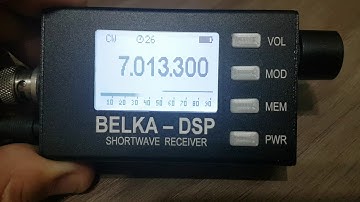 CW 26
7.013.300
10 20 30 40 50 60 70 80 90
BELKA – DSP
SHORTWAVE RECEIVER
VOL
MOD
MEM
PWR